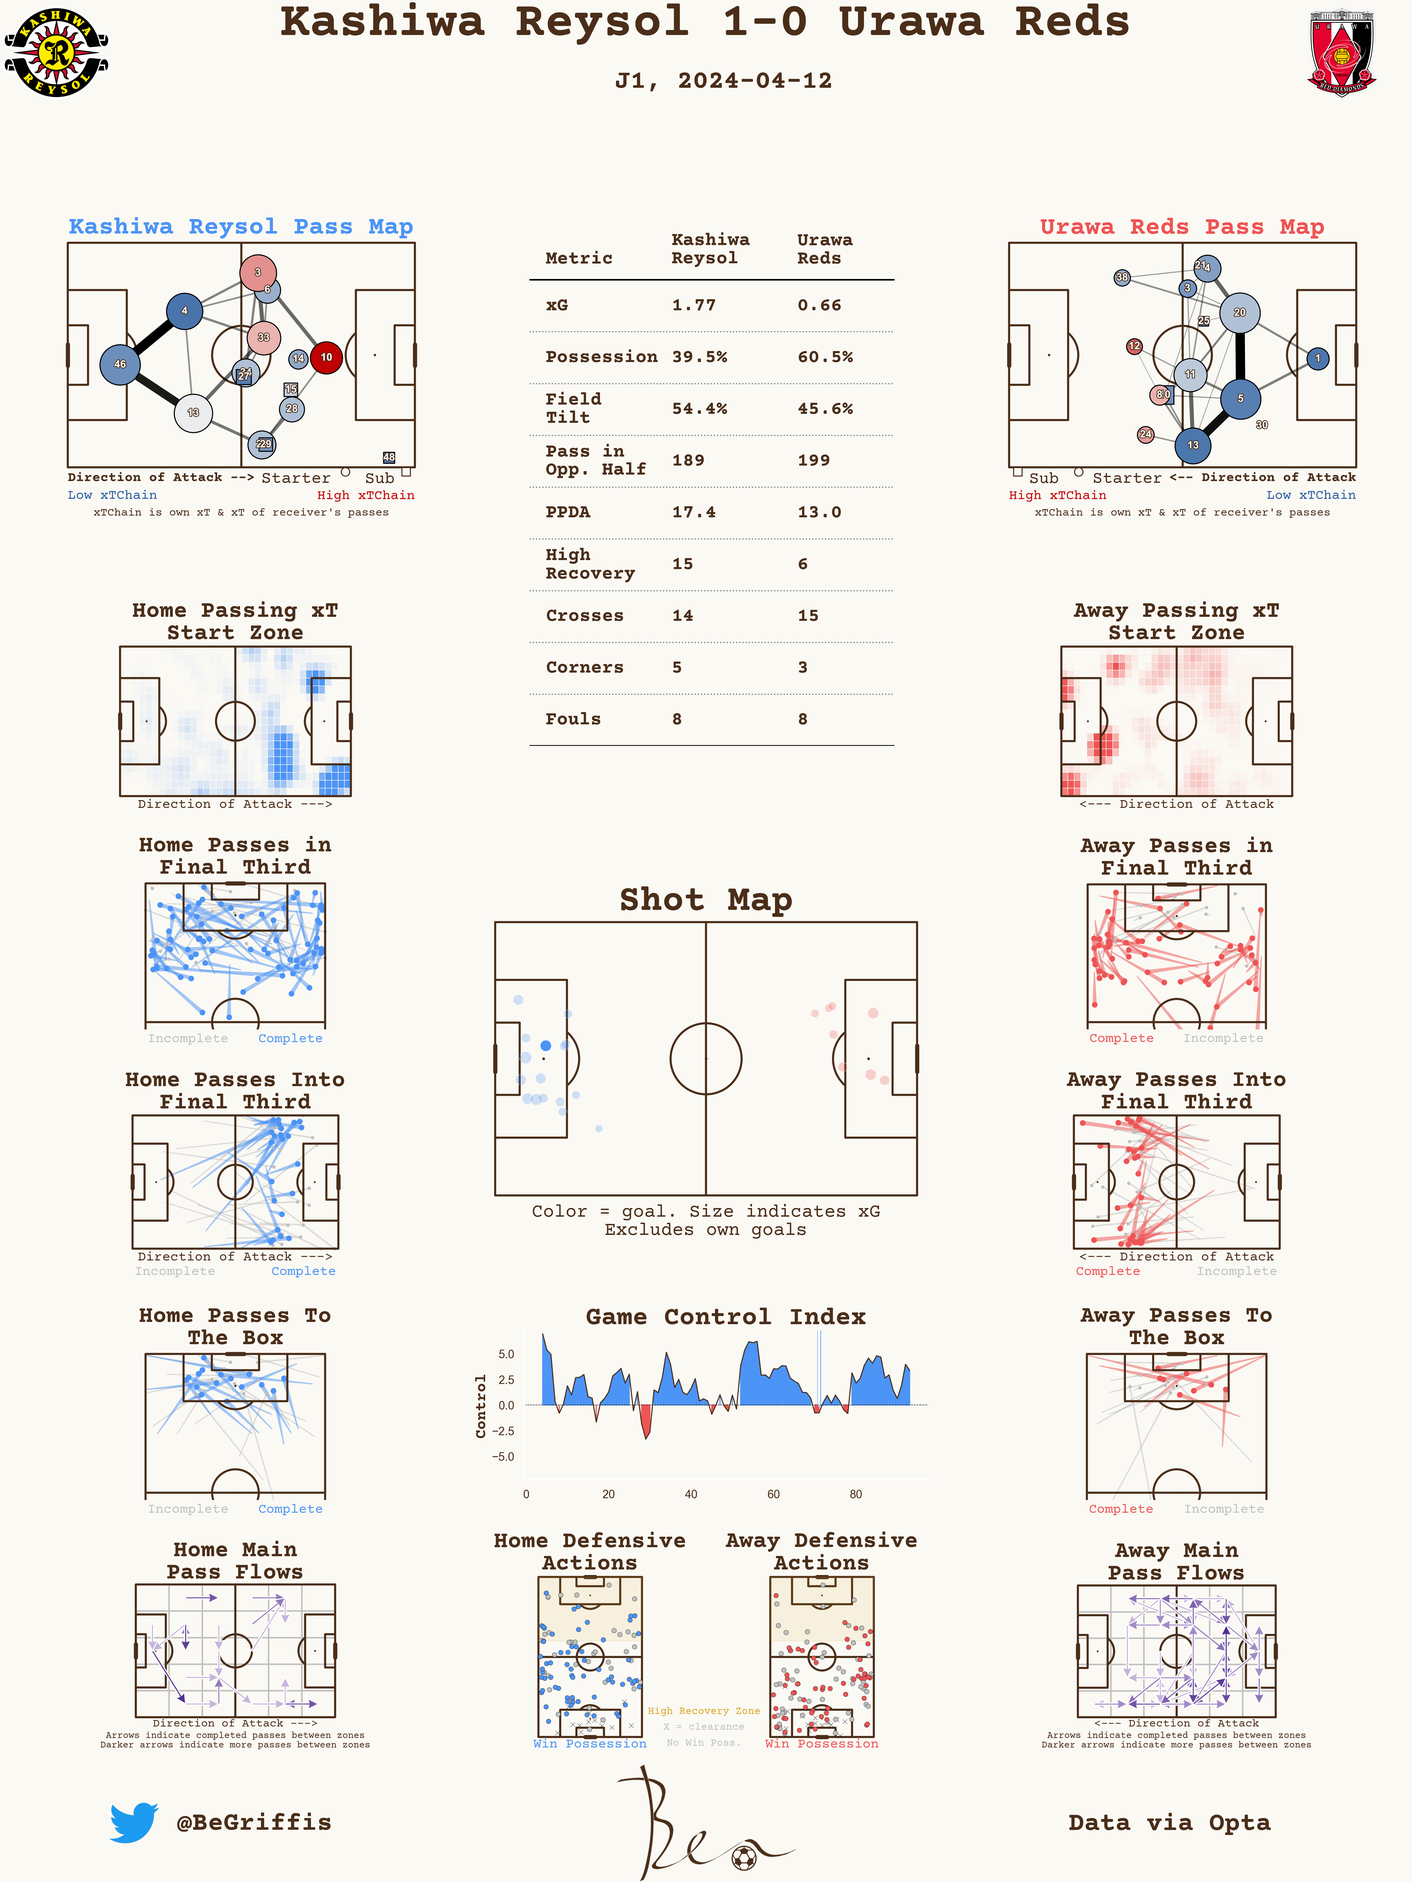 Kashiwa Reysol 1-0 Urawa Reds
J1, 2024-04-12
KASHIWA
R
REYSOL
URAWA
RED DIAMONDS
Kashiwa Reysol Pass Map
3
6
4
33
46
14
10
27
15
13
28
29
48
Direction of Attack --> Starter Sub
Low xTChain High xTChain
xTChain is own xT & xT of receiver's passes
Metric Kashiwa Reysol Urawa Reds
xG 1.77 0.66
Possession 39.5% 60.5%
Field Tilt 54.4% 45.6%
Pass in Opp. Half 189 199
PPDA 17.4 13.0
High Recovery 15 6
Crosses 14 15
Corners 5 3
Fouls 8 8
Urawa Reds Pass Map
21
4
38
3
20
25
12
1
11
8
0
5
30
24
13
Sub Starter <-- Direction of Attack
High xTChain Low xTChain
xTChain is own xT & xT of receiver's passes
Home Passing xT
Start Zone
Direction of Attack --->
Away Passing xT
Start Zone
<--- Direction of Attack
Home Passes in
Final Third
Incomplete Complete
Away Passes in
Final Third
Complete Incomplete
Shot Map
Color = goal. Size indicates xG
Excludes own goals
Home Passes Into
Final Third
Direction of Attack --->
Incomplete Complete
Away Passes Into
Final Third
<--- Direction of Attack
Complete Incomplete
Home Passes To
The Box
Incomplete Complete
Game Control Index
Control
5.0
2.5
0.0
−2.5
−5.0
0 20 40 60 80
Away Passes To
The Box
Complete Incomplete
Home Main
Pass Flows
Direction of Attack --->
Arrows indicate completed passes between zones
Darker arrows indicate more passes between zones
Home Defensive
Actions
Win Possession
High Recovery Zone
X = clearance
No Win Poss.
Away Defensive
Actions
Win Possession
Away Main
Pass Flows
<--- Direction of Attack
Arrows indicate completed passes between zones
Darker arrows indicate more passes between zones
@BeGriffis
Ben
Data via Opta